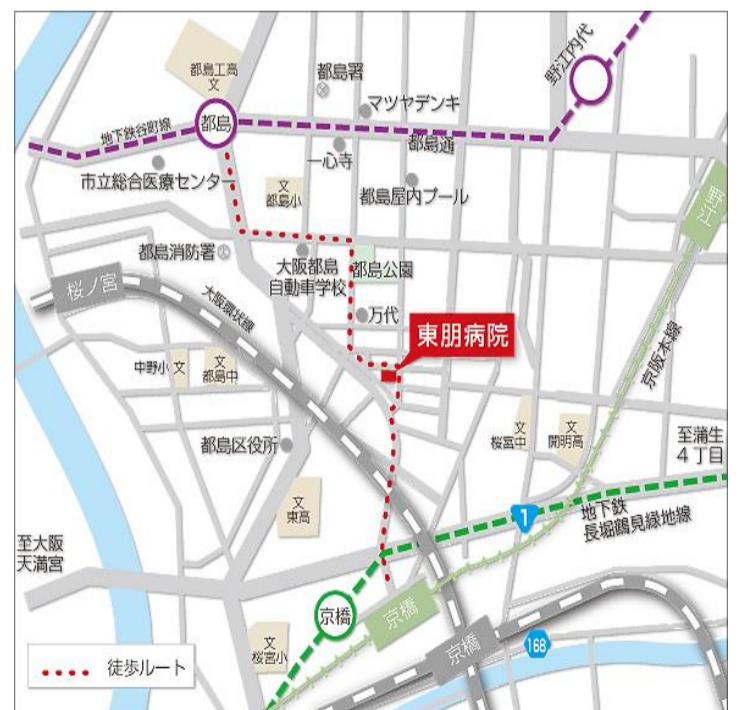 野江内代
都島工高
文
都島署
マツヤデンキ
地下鉄谷町線
都島
都島通
一心寺
市立総合医療センター
文
都島小
都島屋内プール
野江
都島消防署
大阪都島
自動車学校
都島公園
桜ノ宮
大阪環状線
万代
東朋病院
京阪本線
中野小 文
文
都島中
都島区役所
文
桜宮中
文
開明高
至蒲生
4丁目
文
東高
1
地下鉄
長堀鶴見緑地線
至大阪
天満宮
京橋
京橋
京橋
文
桜宮小
168
徒歩ルート